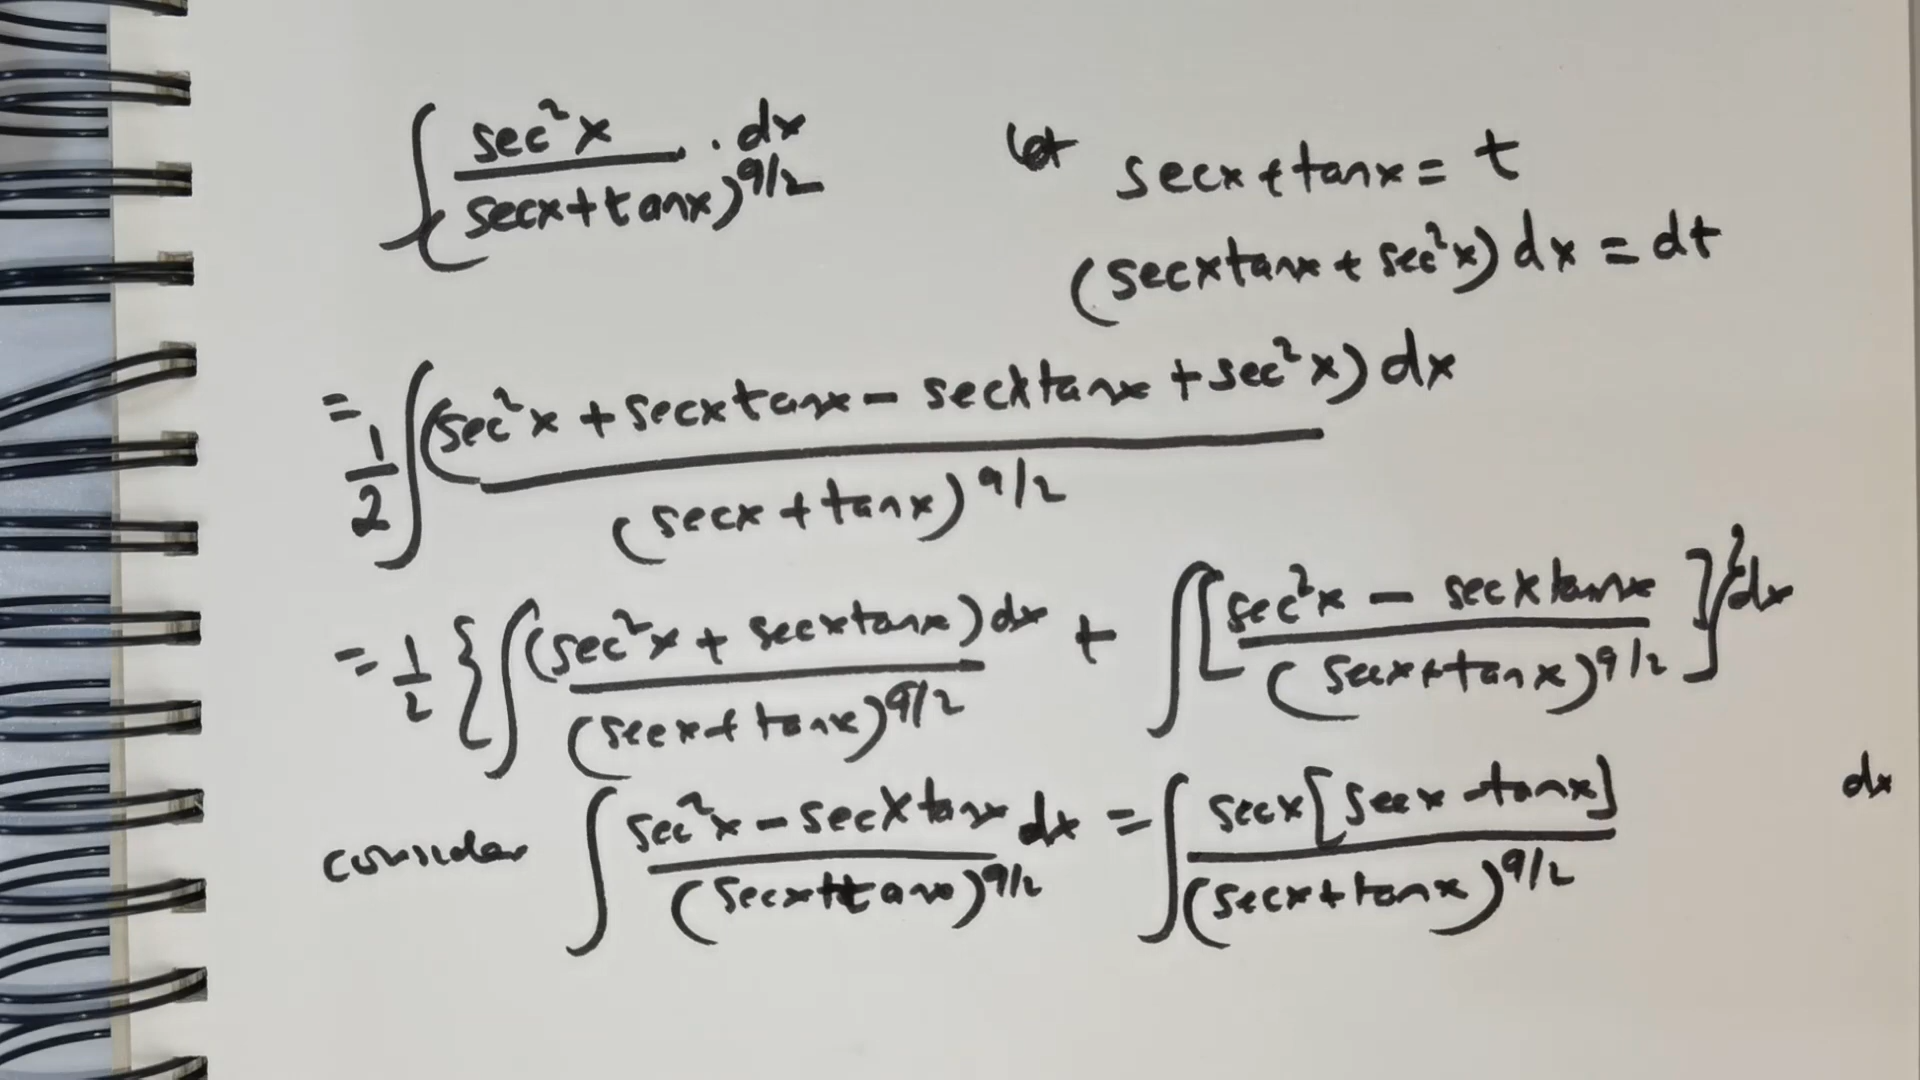 ∫ sec²x / (secx+tanx)^9/2 . dx let secx+tanx = t
(secxtanx + sec²x) dx = dt
= 1/2 ∫ (sec²x + secxtanx - secxtanx + sec²x) dx / (secx + tanx)^9/2
= 1/2 { ∫ (sec²x + secxtanx) dx / (secx+tanx)^9/2 + ∫ [ sec²x - secxtanx / (secx+tanx)^9/2 ] } dx
consider ∫ sec²x - secxtanx / (secx+tanx)^9/2 dx = ∫ secx[secx-tanx] / (secx+tanx)^9/2 dx